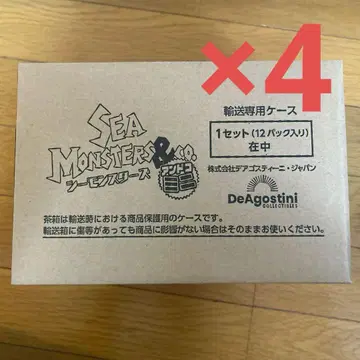 ×4
輸送専用ケース
SEA
MONSTERS & CO.
シーモンスターズ
アンドコ
1セット(12パック入り)
在中
株式会社デアゴスティーニ・ジャパン
DeAGOSTINI
COLLECTIBLES
茶箱は輸送時における商品保護用のケースです。
輸送箱に傷等があっても商品に影響がない場合はそのままお使いください。